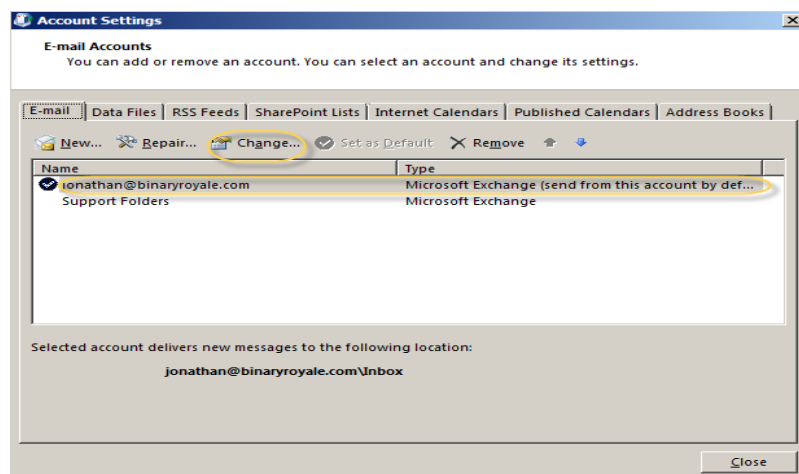 Account Settings
E-mail Accounts
You can add or remove an account. You can select an account and change its settings.
E-mail Data Files RSS Feeds SharePoint Lists Internet Calendars Published Calendars Address Books
New... Repair... Change... Set as Default Remove
Name Type
jonathan@binaryroyale.com Microsoft Exchange (send from this account by def...
Support Folders Microsoft Exchange
Selected account delivers new messages to the following location:
jonathan@binaryroyale.com\Inbox
Close